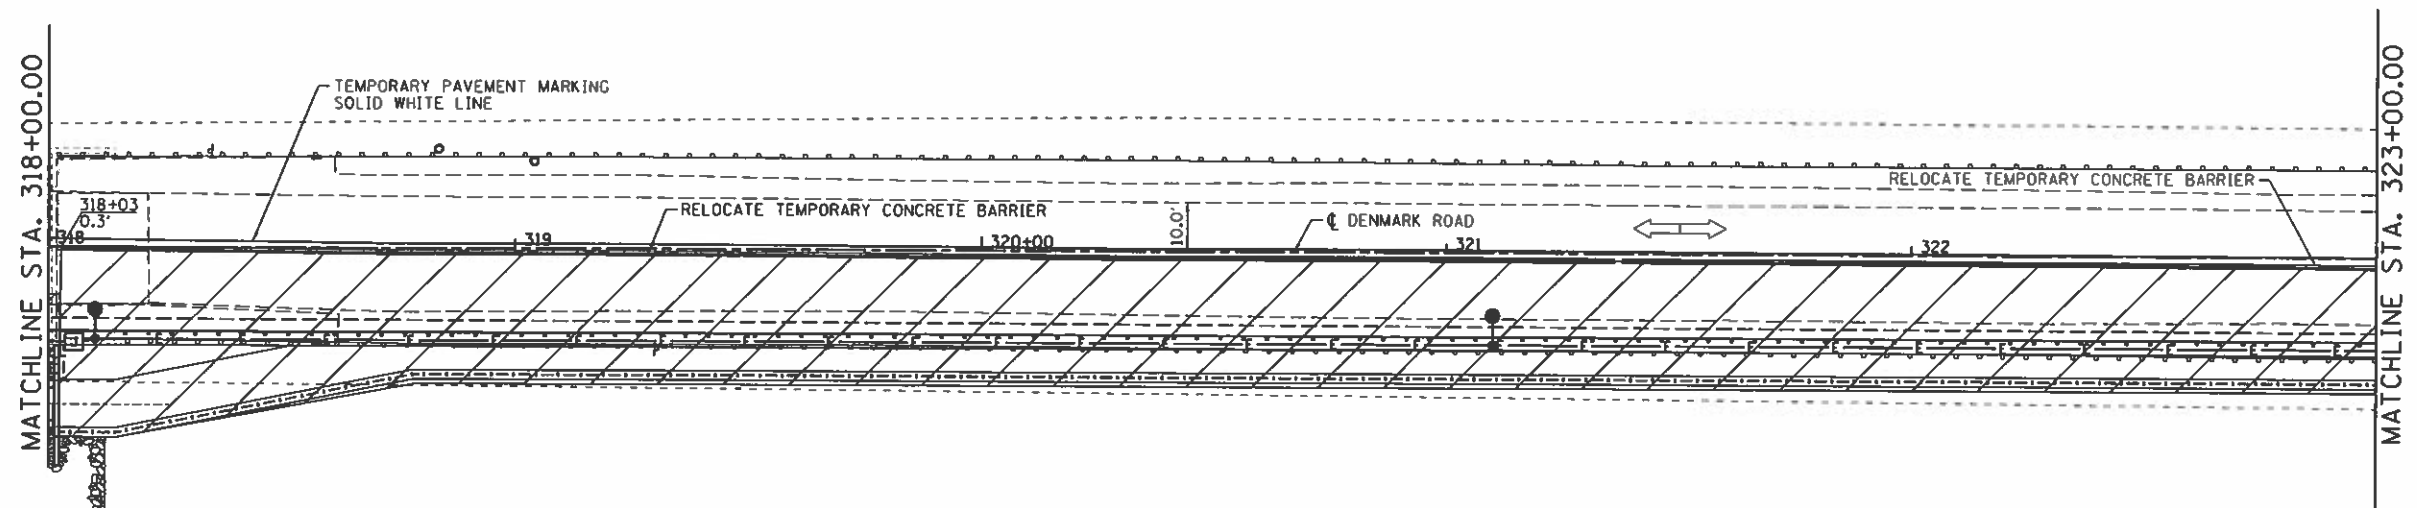 MATCHLINE STA. 318+00.00
TEMPORARY PAVEMENT MARKING
SOLID WHITE LINE
318+03
0.3'
318
319
RELOCATE TEMPORARY CONCRETE BARRIER
320+00
10.0'
℄ DENMARK ROAD
321
322
RELOCATE TEMPORARY CONCRETE BARRIER
MATCHLINE STA. 323+00.00